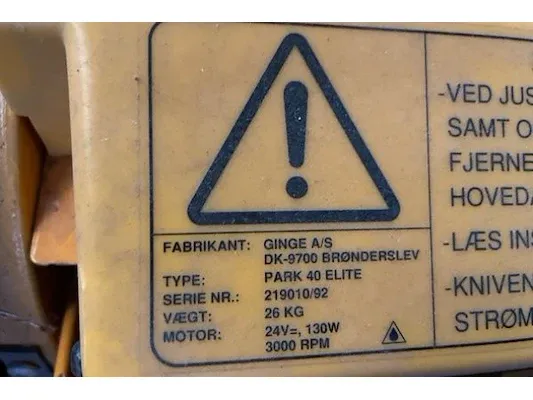 FABRIKANT: GINGE A/S
DK-9700 BRØNDERSLEV
TYPE: PARK 40 ELITE
SERIE NR.: 219010/92
VÆGT: 26 KG
MOTOR: 24V=, 130W
3000 RPM
-VED JUS
SAMT O
FJERNE
HOVEDA
-LÆS INS
-KNIVEN
STRØM